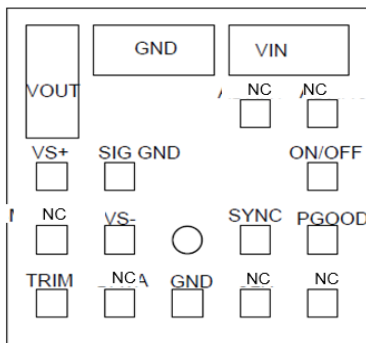 GND VIN
VOUT NC NC
VS+ SIG GND ON/OFF
NC VS- SYNC PGOOD
TRIM NC GND NC NC